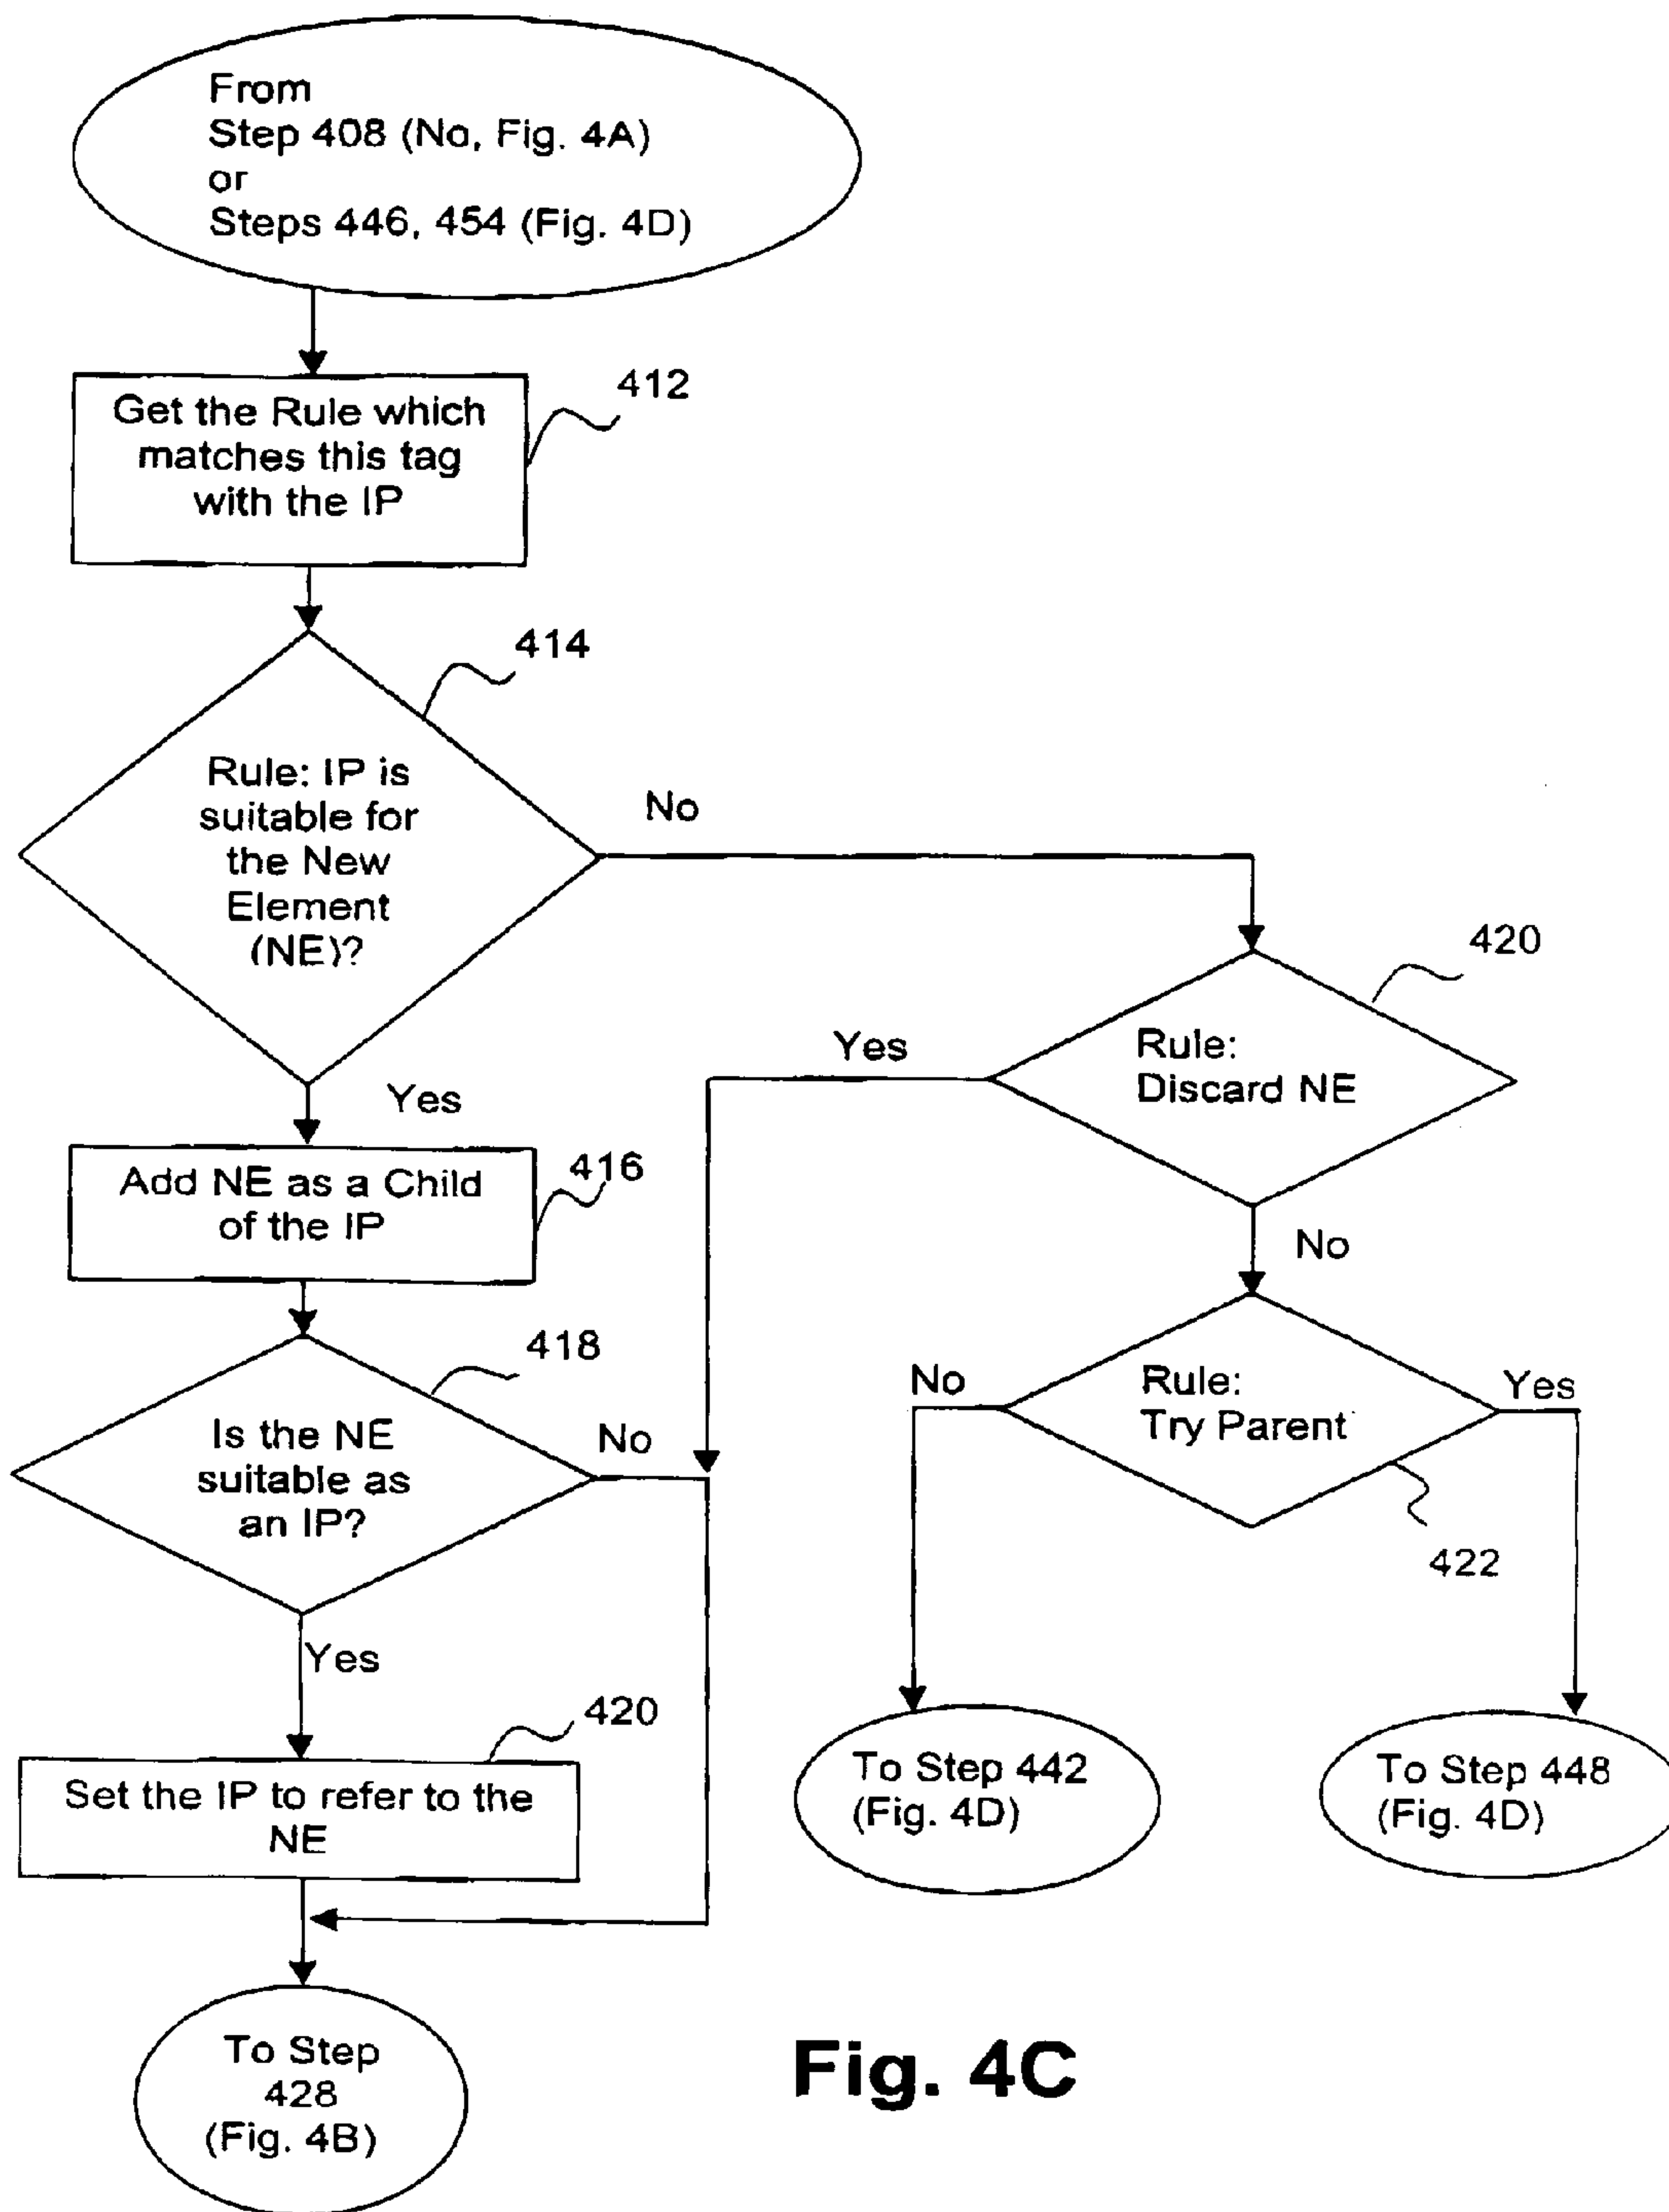 From
Step 408 (No, Fig. 4A)
or
Steps 446, 454 (Fig. 4D)
412
Get the Rule which
matches this tag
with the IP
414
Rule: IP is
suitable for
the New
Element
(NE)?
No
420
Yes
Rule:
Discard NE
Yes
416
Add NE as a Child
of the IP
No
418
No
Rule:
Try Parent
Yes
Is the NE
suitable as
an IP?
No
422
Yes
420
Set the IP to refer to the
NE
To Step 442
(Fig. 4D)
To Step 448
(Fig. 4D)
To Step
428
(Fig. 4B)
Fig. 4C